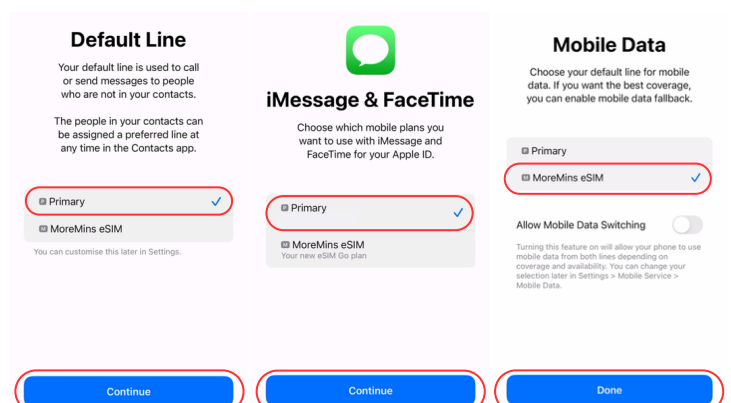 Default Line
Your default line is used to call
or send messages to people
who are not in your contacts.
The people in your contacts can
be assigned a preferred line at
any time in the Contacts app.
P Primary
M MoreMins eSIM
You can customise this later in Settings.
Continue
iMessage & FaceTime
Choose which mobile plans you
want to use with iMessage and
FaceTime for your Apple ID.
P Primary
M MoreMins eSIM
Your new eSIM Go plan
Continue
Mobile Data
Choose your default line for mobile
data. If you want the best coverage,
you can enable mobile data fallback.
P Primary
M MoreMins eSIM
Allow Mobile Data Switching
Turning this feature on will allow your phone to use
mobile data from both lines depending on
coverage and availability. You can change your
selection later in Settings > Mobile Service >
Mobile Data.
Done